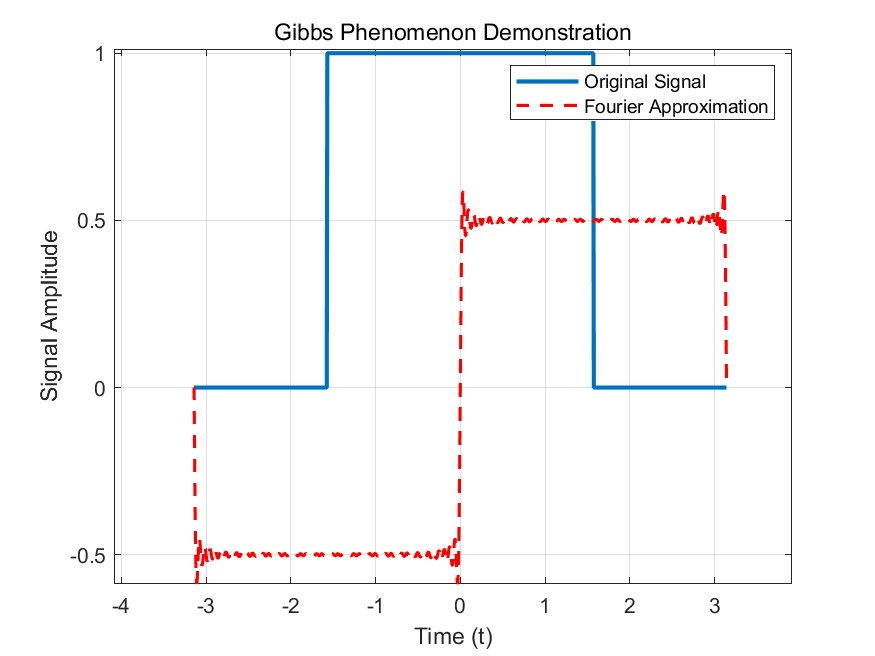 Gibbs Phenomenon Demonstration
Original Signal
Fourier Approximation
1
0.5
0
-0.5
Signal Amplitude
-4 -3 -2 -1 0 1 2 3
Time (t)